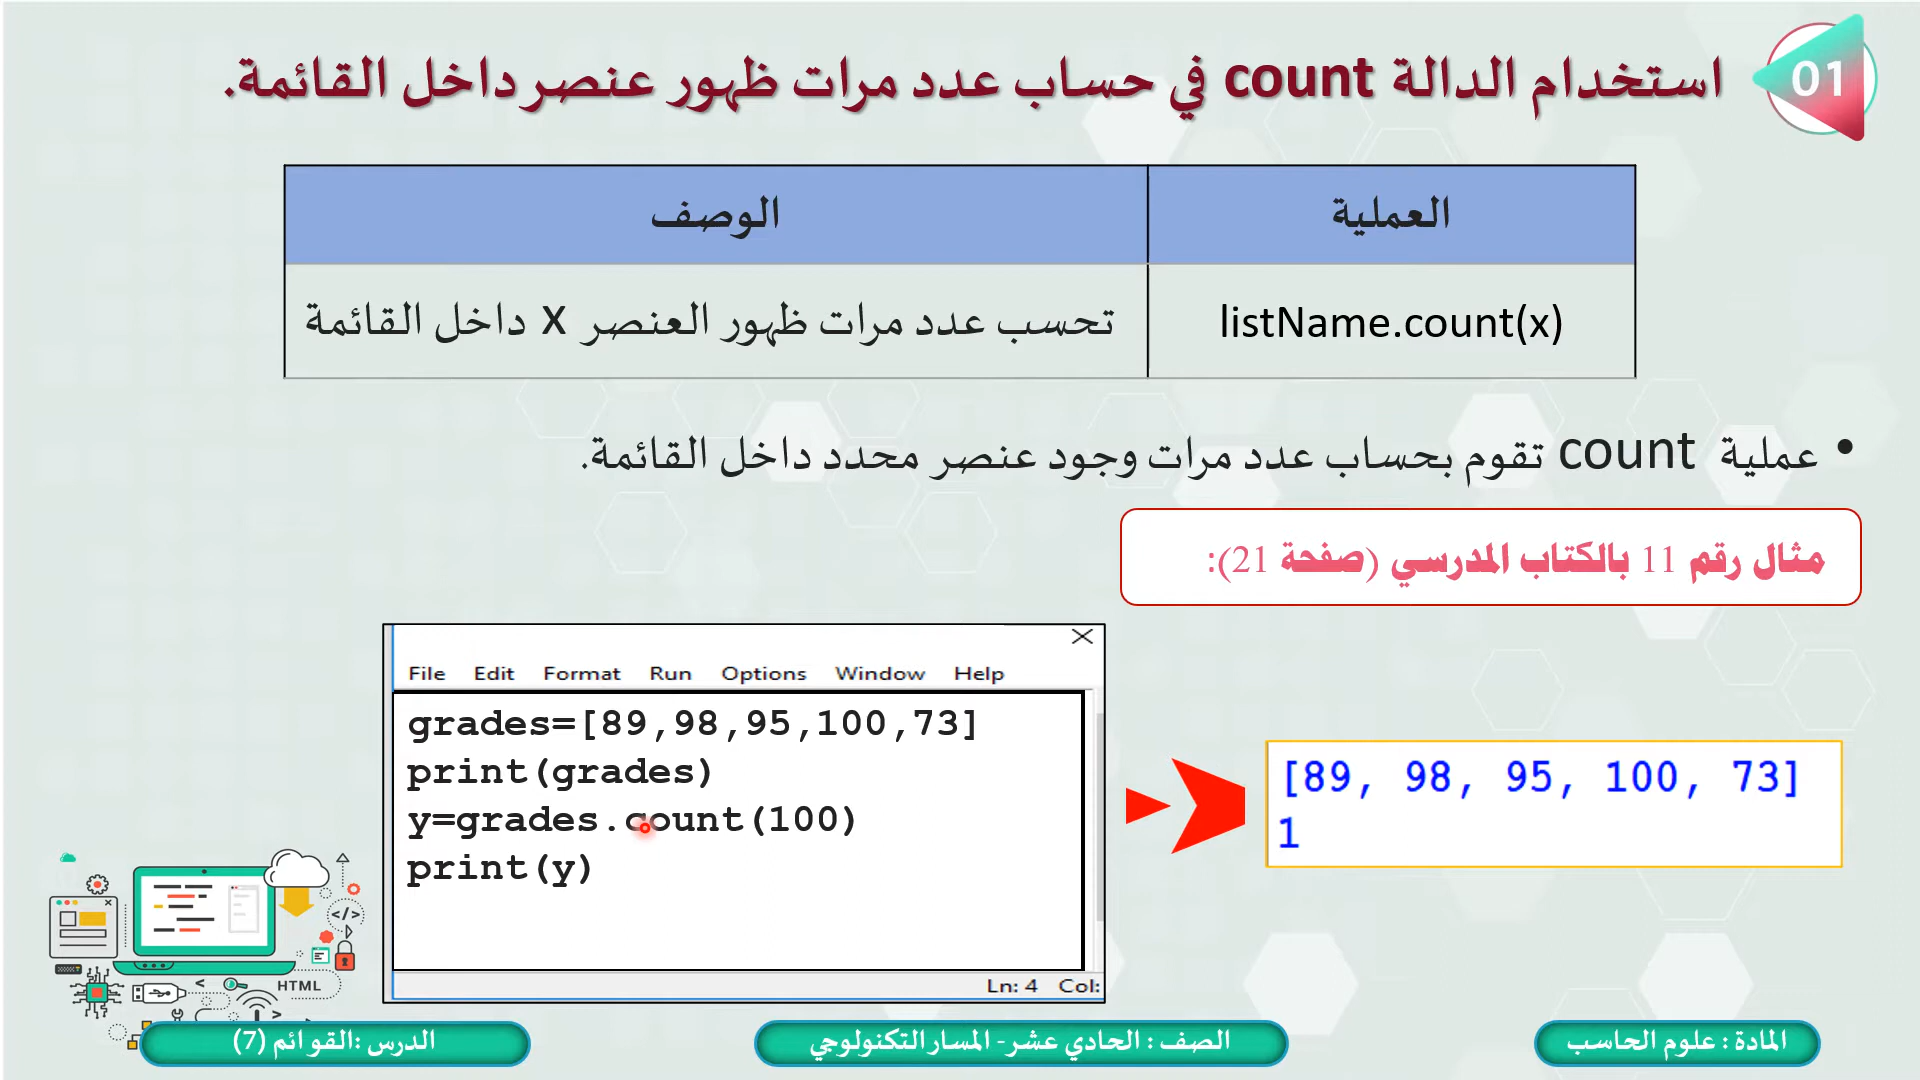 01
استخدام الدالة count في حساب عدد مرات ظهور عنصر داخل القائمة.
العملية
الوصف
listName.count(x)
تحسب عدد مرات ظهور العنصر x داخل القائمة
• عملية count تقوم بحساب عدد مرات وجود عنصر محدد داخل القائمة.
مثال رقم 11 بالكتاب المدرسي (صفحة 21):
File Edit Format Run Options Window Help
grades=[89,98,95,100,73]
print(grades)
y=grades.count(100)
print(y)
Ln: 4 Col:
[89, 98, 95, 100, 73]
1
HTML
المادة : علوم الحاسب
الصف : الحادي عشر- المسار التكنولوجي
الدرس :القوائم (7)